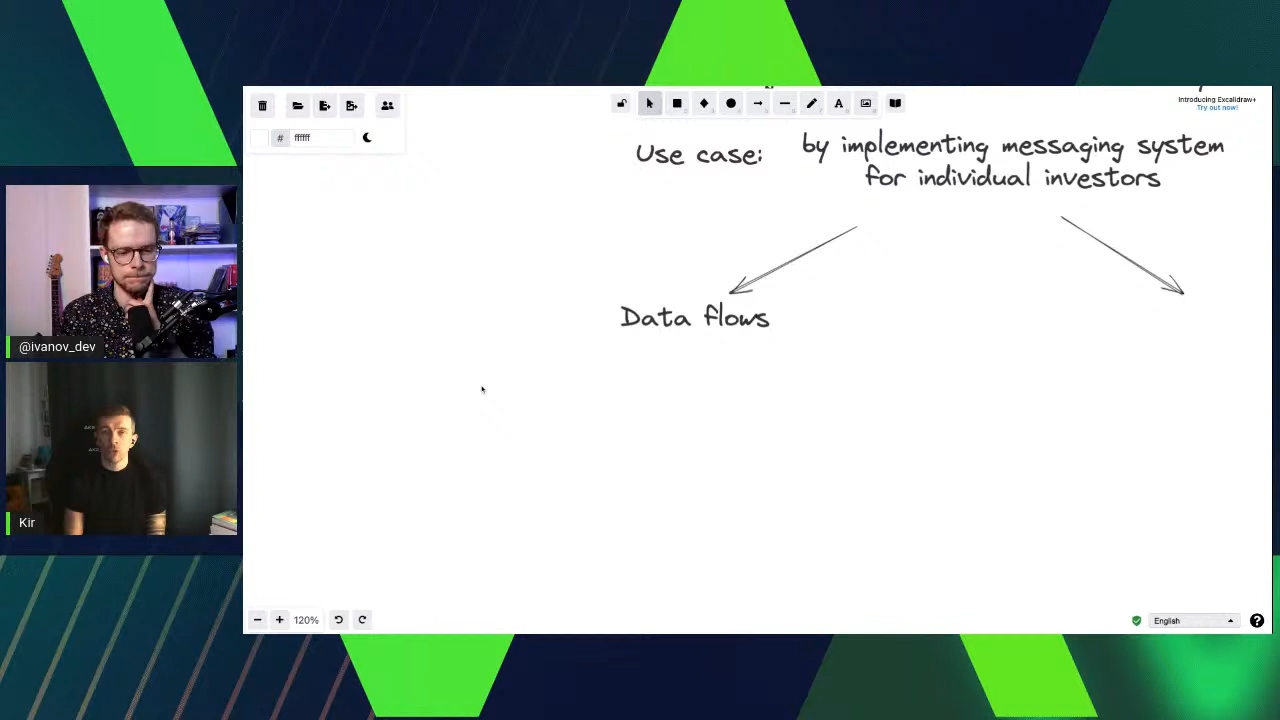 Introducing Excalidraw+
Try out now!
# ffffff
Use case:
by implementing messaging system
for individual investors
Data flows
@ivanov_dev
Kir
120%
English